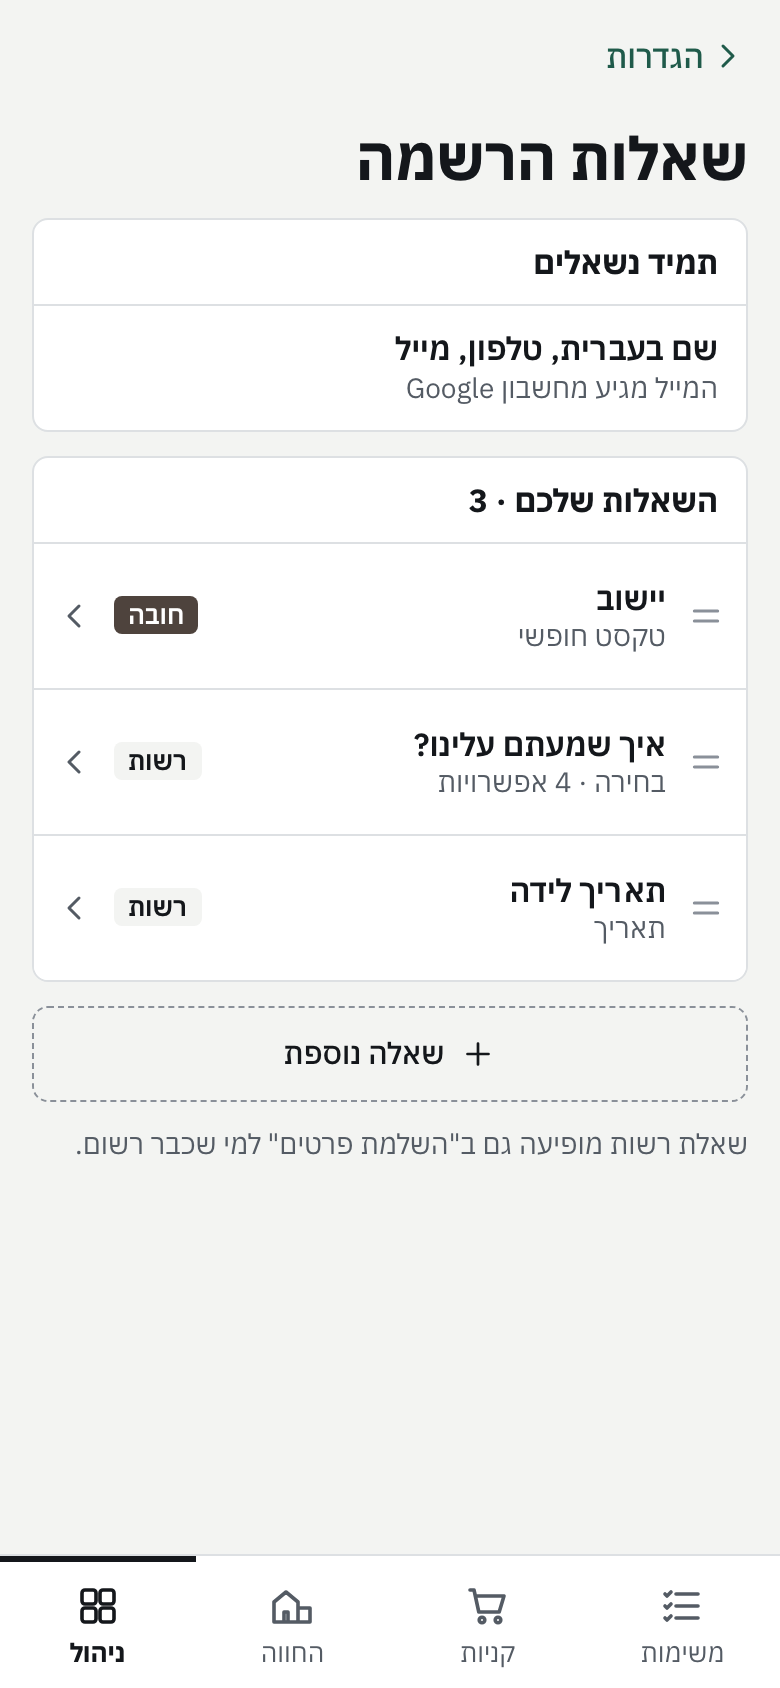 הגדרות
שאלות הרשמה
תמיד נשאלים
שם בעברית, טלפון, מייל
המייל מגיע מחשבון Google
השאלות שלכם · 3
יישוב
טקסט חופשי
חובה
איך שמעתם עלינו?
בחירה · 4 אפשרויות
רשות
תאריך לידה
תאריך
רשות
שאלה נוספת
שאלת רשות מופיעה גם ב"השלמת פרטים" למי שכבר רשום.
משימות
קניות
החווה
ניהול